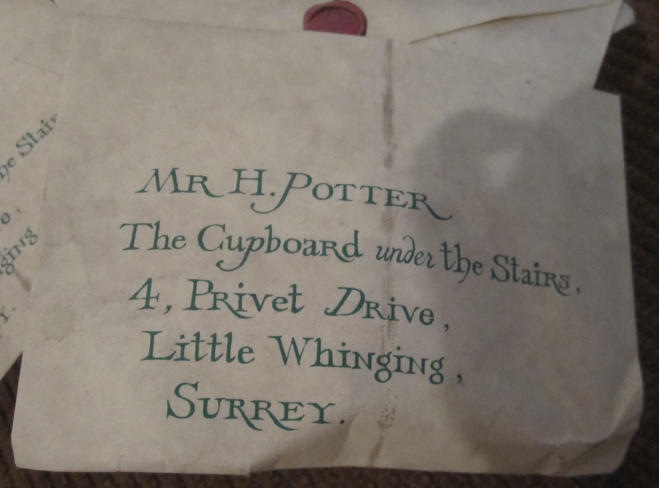 Mr H. Potter
The Cupboard under the Stairs,
4, Privet Drive,
Little Whinging,
Surrey.